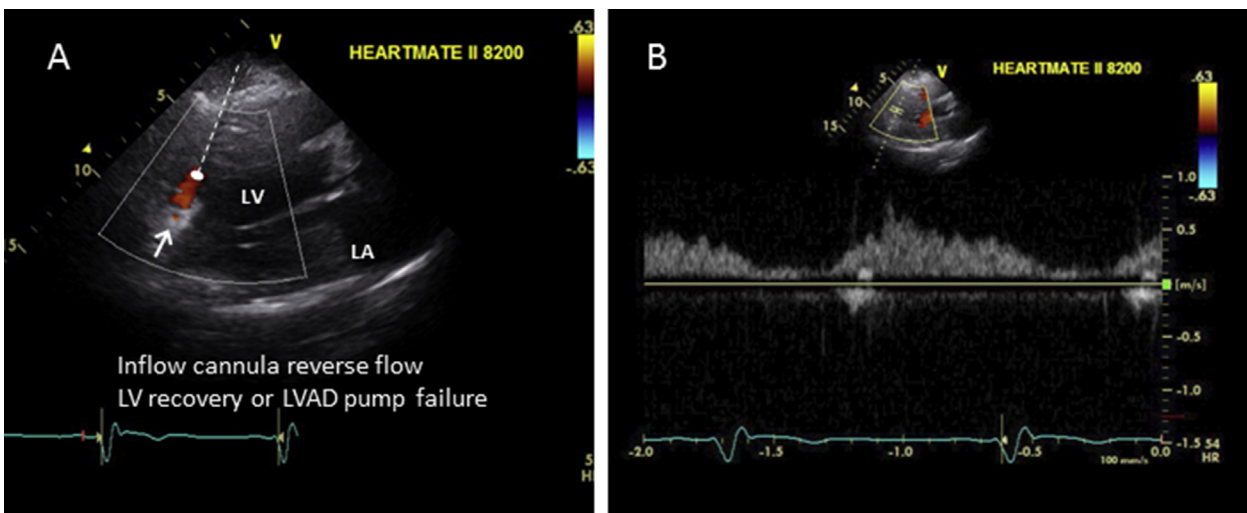 A
V
HEARTMATE II 8200
.63
-.63
5
10
5
LV
LA
Inflow cannula reverse flow
LV recovery or LVAD pump failure
5
B
V
HEARTMATE II 8200
5
10
15
.63
-.63
1.0
0.5
[m/s]
-0.5
-1.0
-1.5
54
HR
-2.0
-1.5
-1.0
-0.5
0.0
100 mm/s